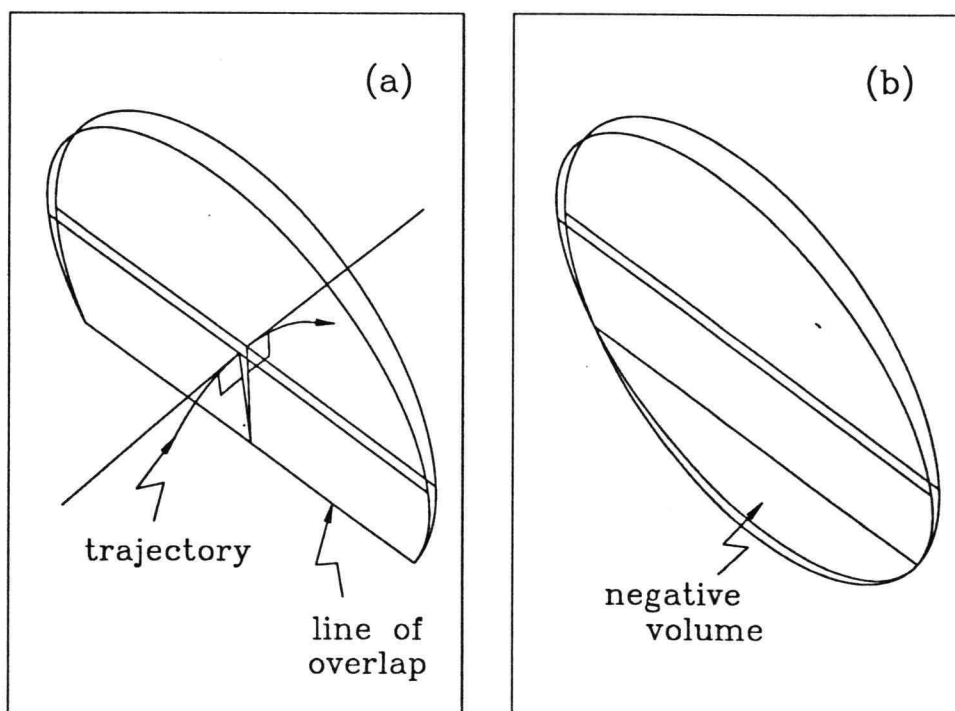 (a)
trajectory
line of
overlap
(b)
negative
volume